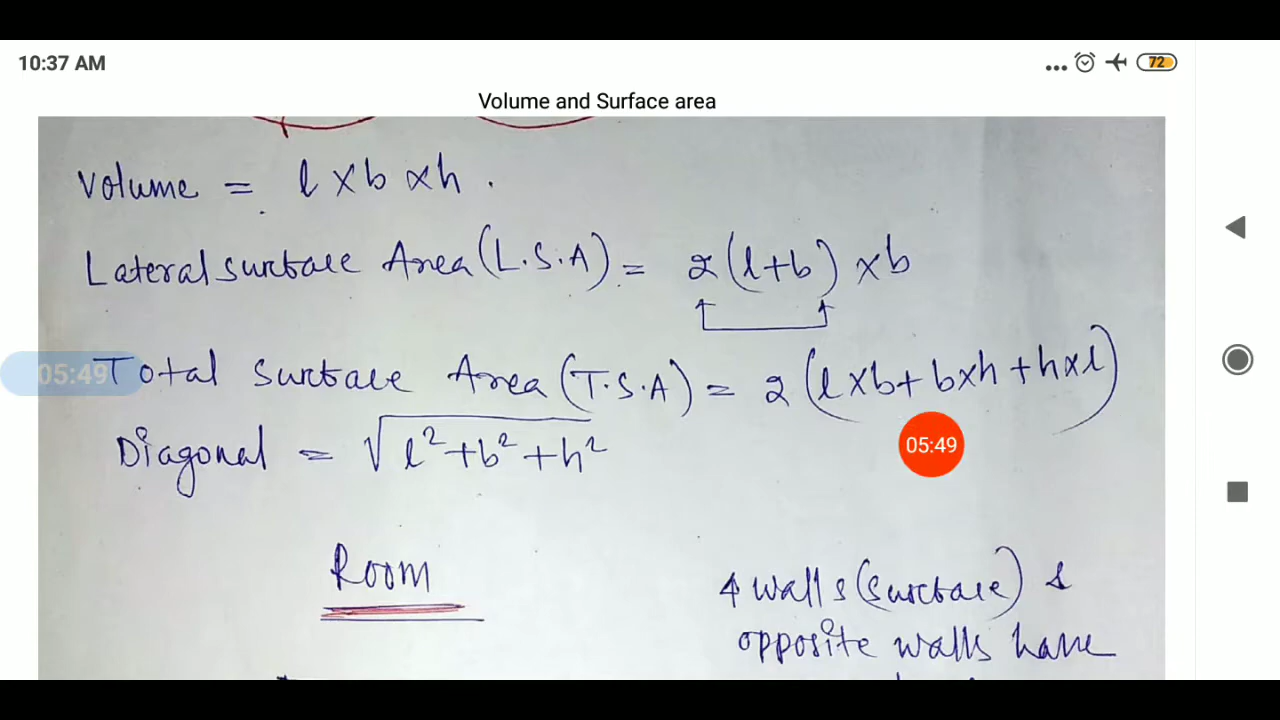 10:37 AM
72
Volume and Surface area
Volume = l × b × h .
Lateral surface Area (L.S.A) = 2 (l+b) × b
05:49
Total surface Area (T.S.A) = 2 (l × b + b × h + h × l)
Diagonal = √l² + b² + h²
05:49
Room
4 walls (surface) &
opposite walls have